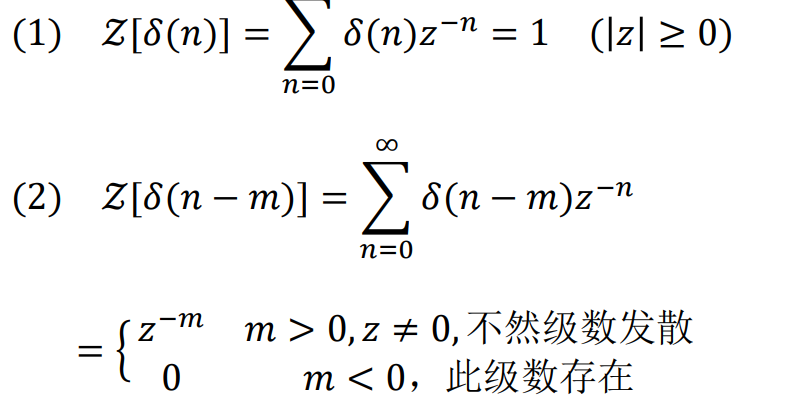 (1) 𝒵[δ(n)] = ∑_{n=0} δ(n)z^{−n} = 1 (|z| ≥ 0)
(2) 𝒵[δ(n − m)] = ∑_{n=0}^{∞} δ(n − m)z^{−n}
= { z^{−m} m > 0, z ≠ 0, 不然级数发散
0 m < 0，此级数存在